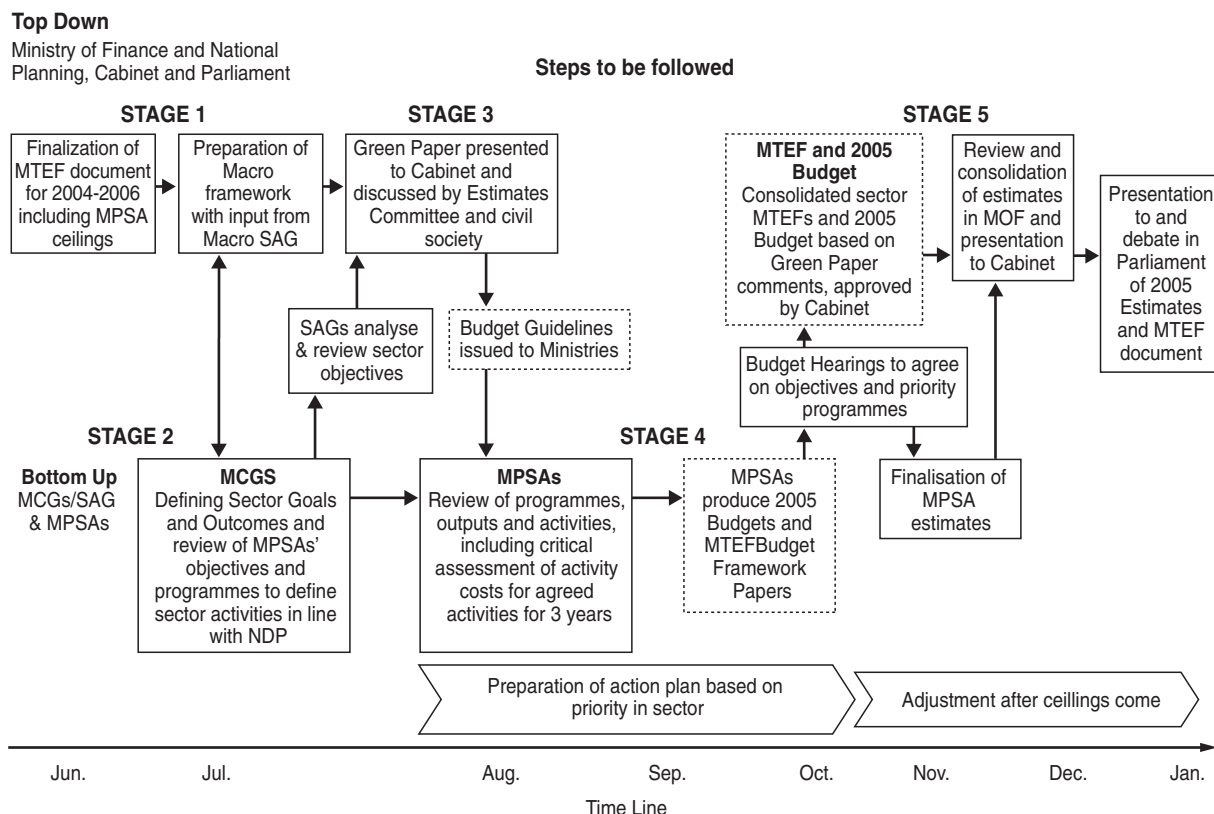 Top Down
Ministry of Finance and National
Planning, Cabinet and Parliament
Steps to be followed
STAGE 1
Finalization of
MTEF document
for 2004-2006
including MPSA
ceilings
Preparation of
Macro
framework
with input from
Macro SAG
STAGE 3
Green Paper presented
to Cabinet and
discussed by Estimates
Committee and civil
society
SAGs analyse
& review sector
objectives
Budget Guidelines
issued to Ministries
STAGE 5
MTEF and 2005
Budget
Consolidated sector
MTEFs and 2005
Budget based on
Green Paper
comments, approved
by Cabinet
Review and
consolidation
of estimates
in MOF and
presentation
to Cabinet
Presentation
to and
debate in
Parliament
of 2005
Estimates
and MTEF
document
Budget Hearings to agree
on objectives and priority
programmes
STAGE 2
Bottom Up
MCGs/SAG
& MPSAs
MCGS
Defining Sector Goals
and Outcomes and
review of MPSAs'
objectives and
programmes to define
sector activities in line
with NDP
MPSAs
Review of programmes,
outputs and activities,
including critical
assessment of activity
costs for agreed
activities for 3 years
STAGE 4
MPSAs
produce 2005
Budgets and
MTEFBudget
Framework
Papers
Finalisation of
MPSA
estimates
Preparation of action plan based on
priority in sector
Adjustment after ceillings come
Jun.
Jul.
Aug.
Sep.
Oct.
Nov.
Dec.
Jan.
Time Line